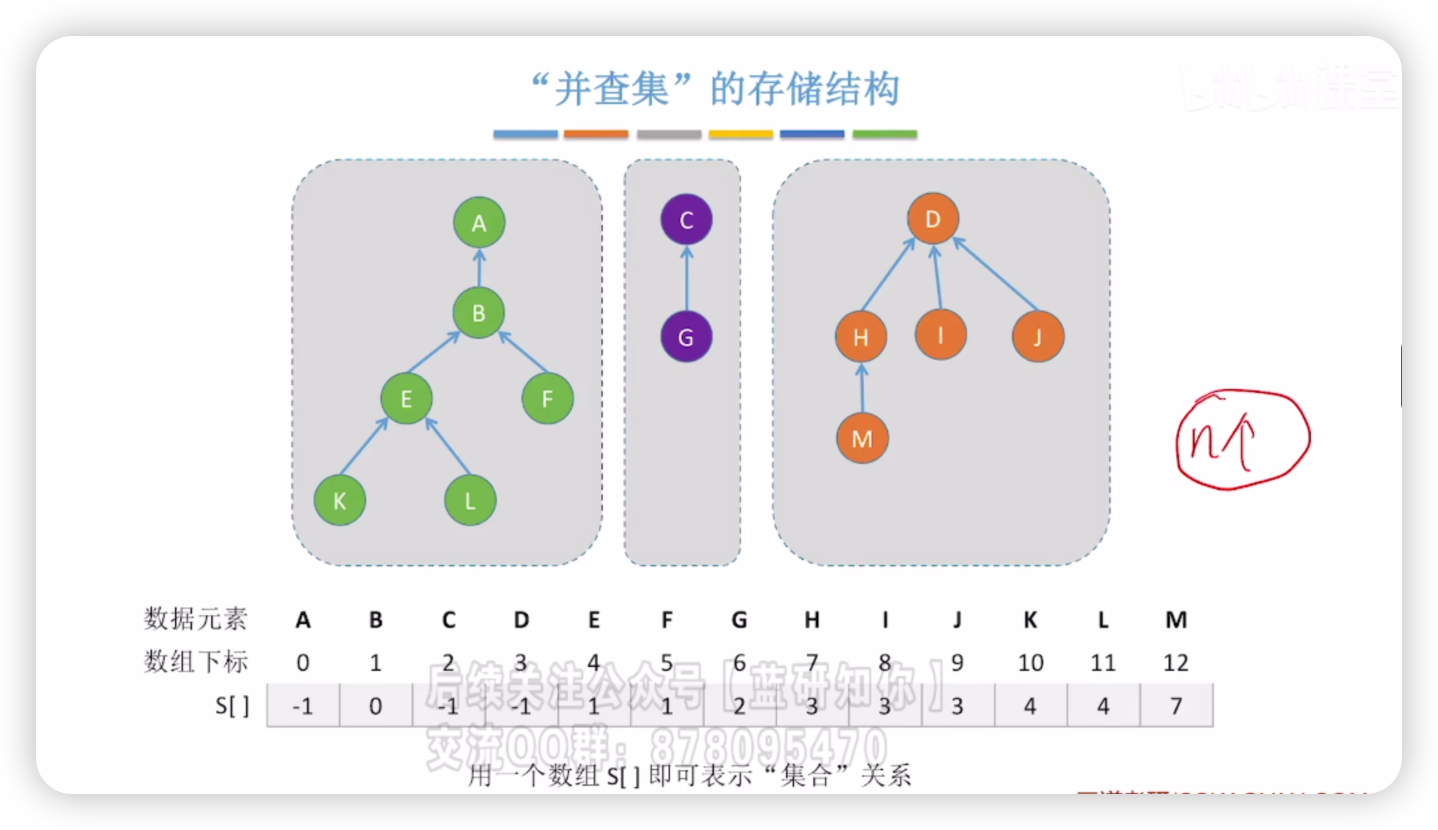 “并查集”的存储结构
A
B
E
F
K
L
C
G
D
H
I
J
M
n个
数据元素 A B C D E F G H I J K L M
数组下标 0 1 2 3 4 5 6 7 8 9 10 11 12
S[ ] -1 0 -1 -1 1 1 2 3 3 3 4 4 7
后续关注公众号【蓝研知你】
交流QQ群：878095470
用一个数组 S[ ] 即可表示“集合”关系